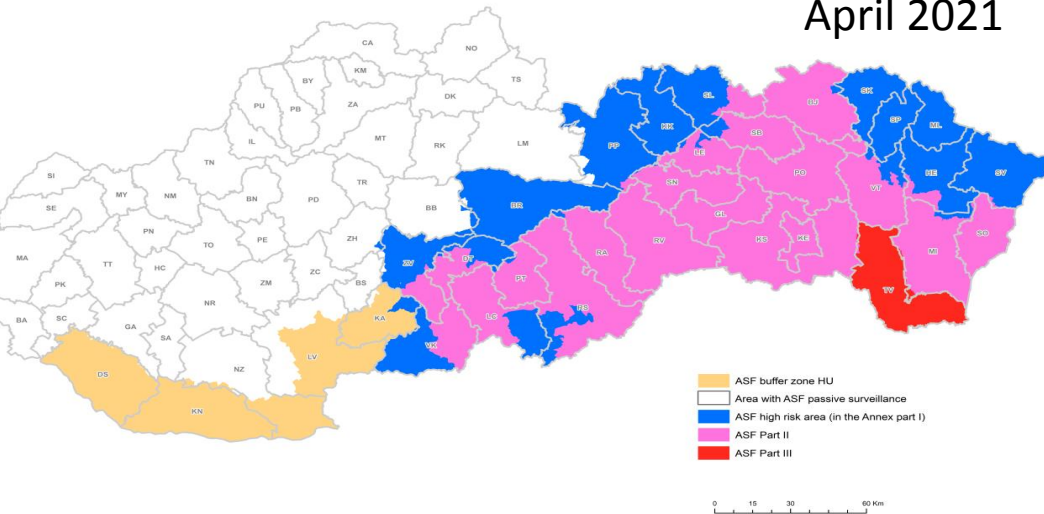 April 2021
CA
NO
KM
BY
TS
DK
PU
PB
ZA
IL
MT
RK
LM
TN
SI
TR
BN
PD
BB
MY
NM
SE
PN
PE
ZH
MA
TO
TT
HC
ZC
BS
PK
ZM
NR
BA
SC
GA
SA
NZ
DS
KN
LV
KA
VK
ZV
DT
BR
PP
KK
SL
LE
SB
BJ
SN
PO
GL
RV
RA
PT
LC
RS
KS
KE
VT
SK
SP
ML
HE
SV
SO
MI
TV
ASF buffer zone HU
Area with ASF passive surveillance
ASF high risk area (in the Annex part I)
ASF Part II
ASF Part III
0 15 30 60 Km